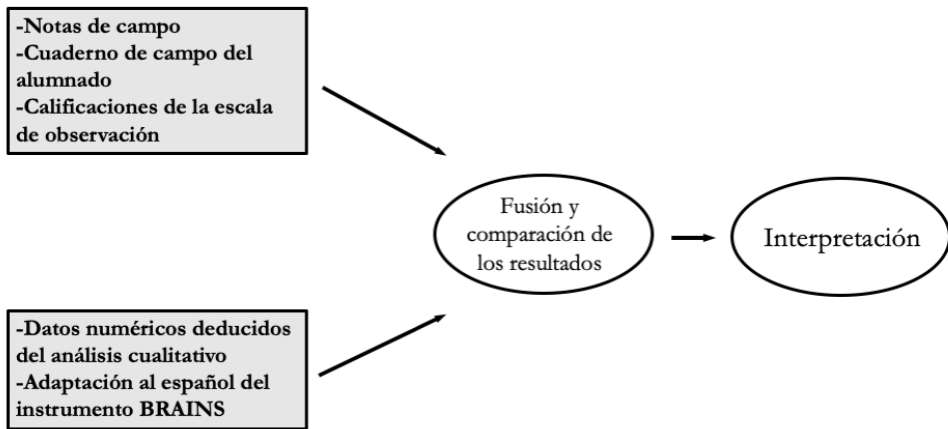 -Notas de campo
-Cuaderno de campo del
alumnado
-Calificaciones de la escala
de observación
Fusión y
comparación de
los resultados
Interpretación
-Datos numéricos deducidos
del análisis cualitativo
-Adaptación al español del
instrumento BRAINS